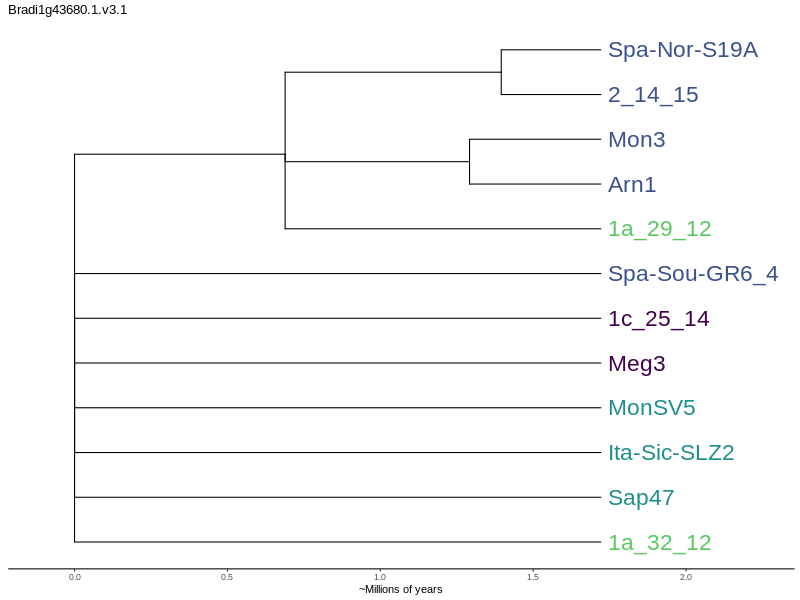 Bradi1g43680.1.v3.1
Spa-Nor-S19A
2_14_15
Mon3
Arn1
1a_29_12
Spa-Sou-GR6_4
1c_25_14
Meg3
MonSV5
Ita-Sic-SLZ2
Sap47
1a_32_12
0.0 0.5 1.0 1.5 2.0
~Millions of years